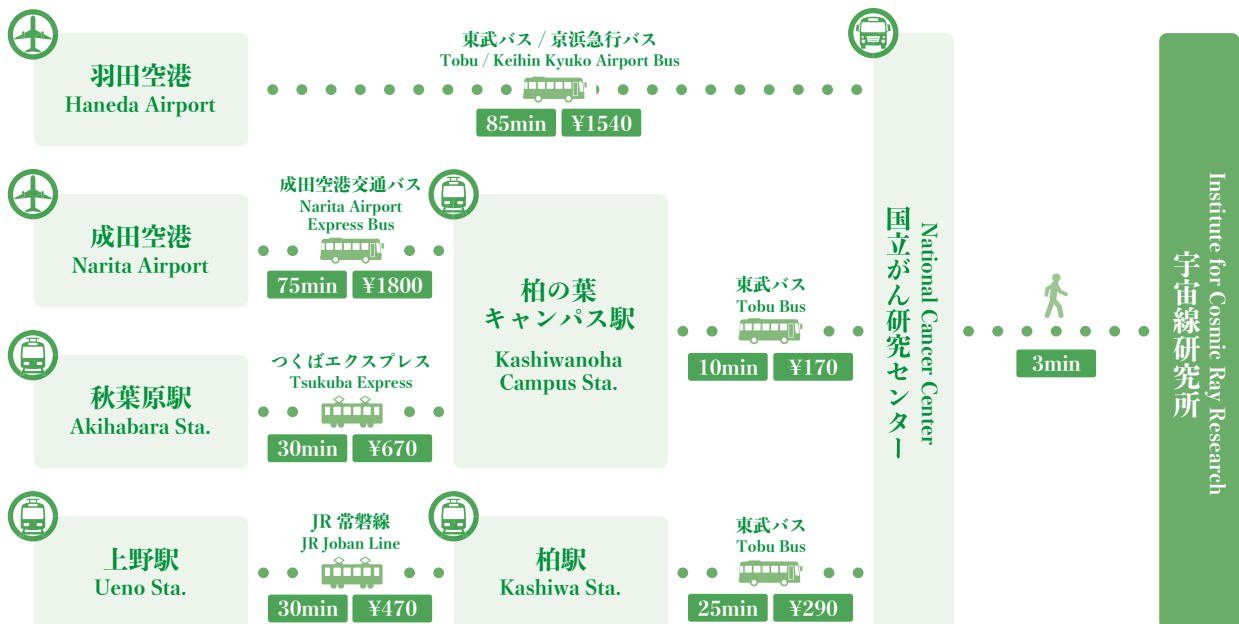 羽田空港
Haneda Airport
東武バス / 京浜急行バス
Tobu / Keihin Kyuko Airport Bus
85min ¥1540
成田空港
Narita Airport
成田空港交通バス
Narita Airport
Express Bus
75min ¥1800
秋葉原駅
Akihabara Sta.
つくばエクスプレス
Tsukuba Express
30min ¥670
柏の葉
キャンパス駅
Kashiwanoha
Campus Sta.
東武バス
Tobu Bus
10min ¥170
上野駅
Ueno Sta.
JR 常磐線
JR Joban Line
30min ¥470
柏駅
Kashiwa Sta.
東武バス
Tobu Bus
25min ¥290
国立がん研究センター
National Cancer Center
3min
宇宙線研究所
Institute for Cosmic Ray Research